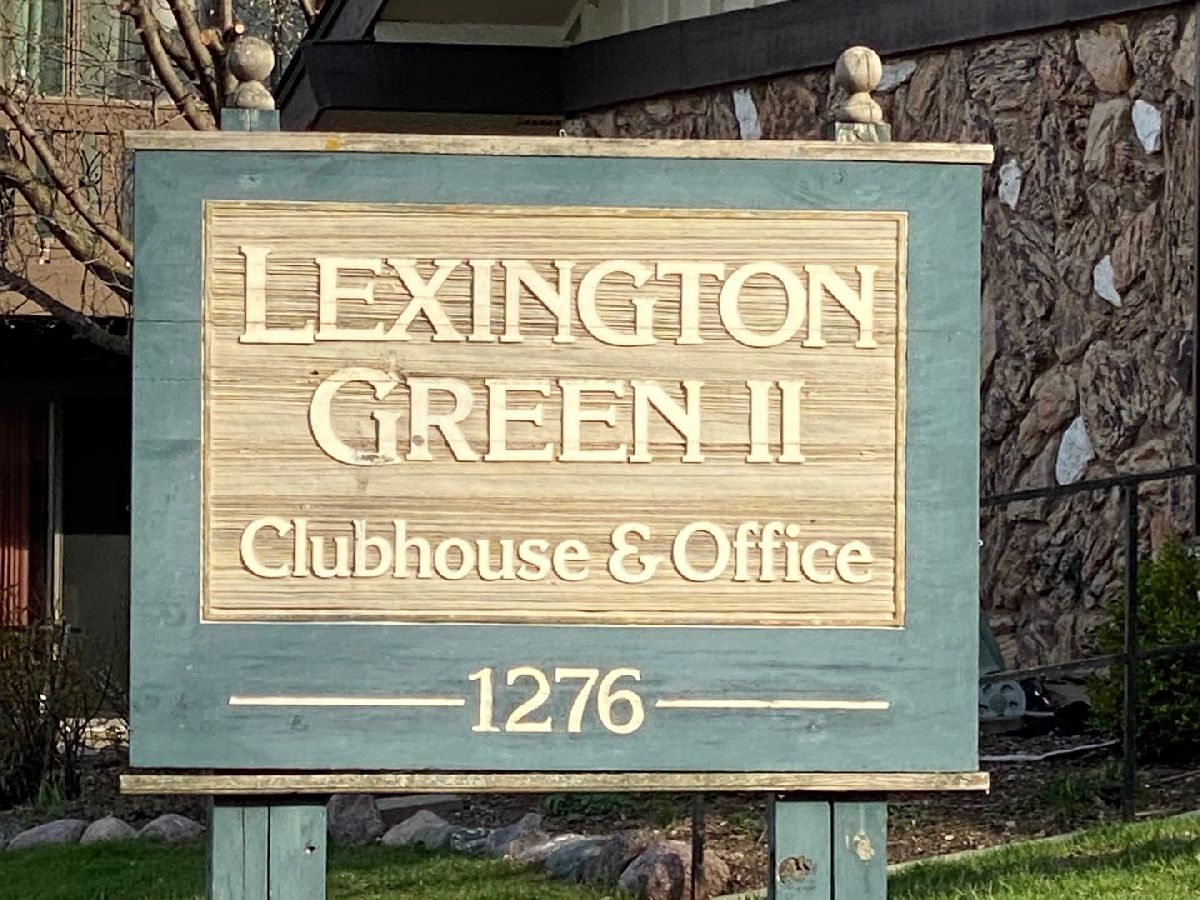 LEXINGTON
GREEN II
Clubhouse & Office
1276